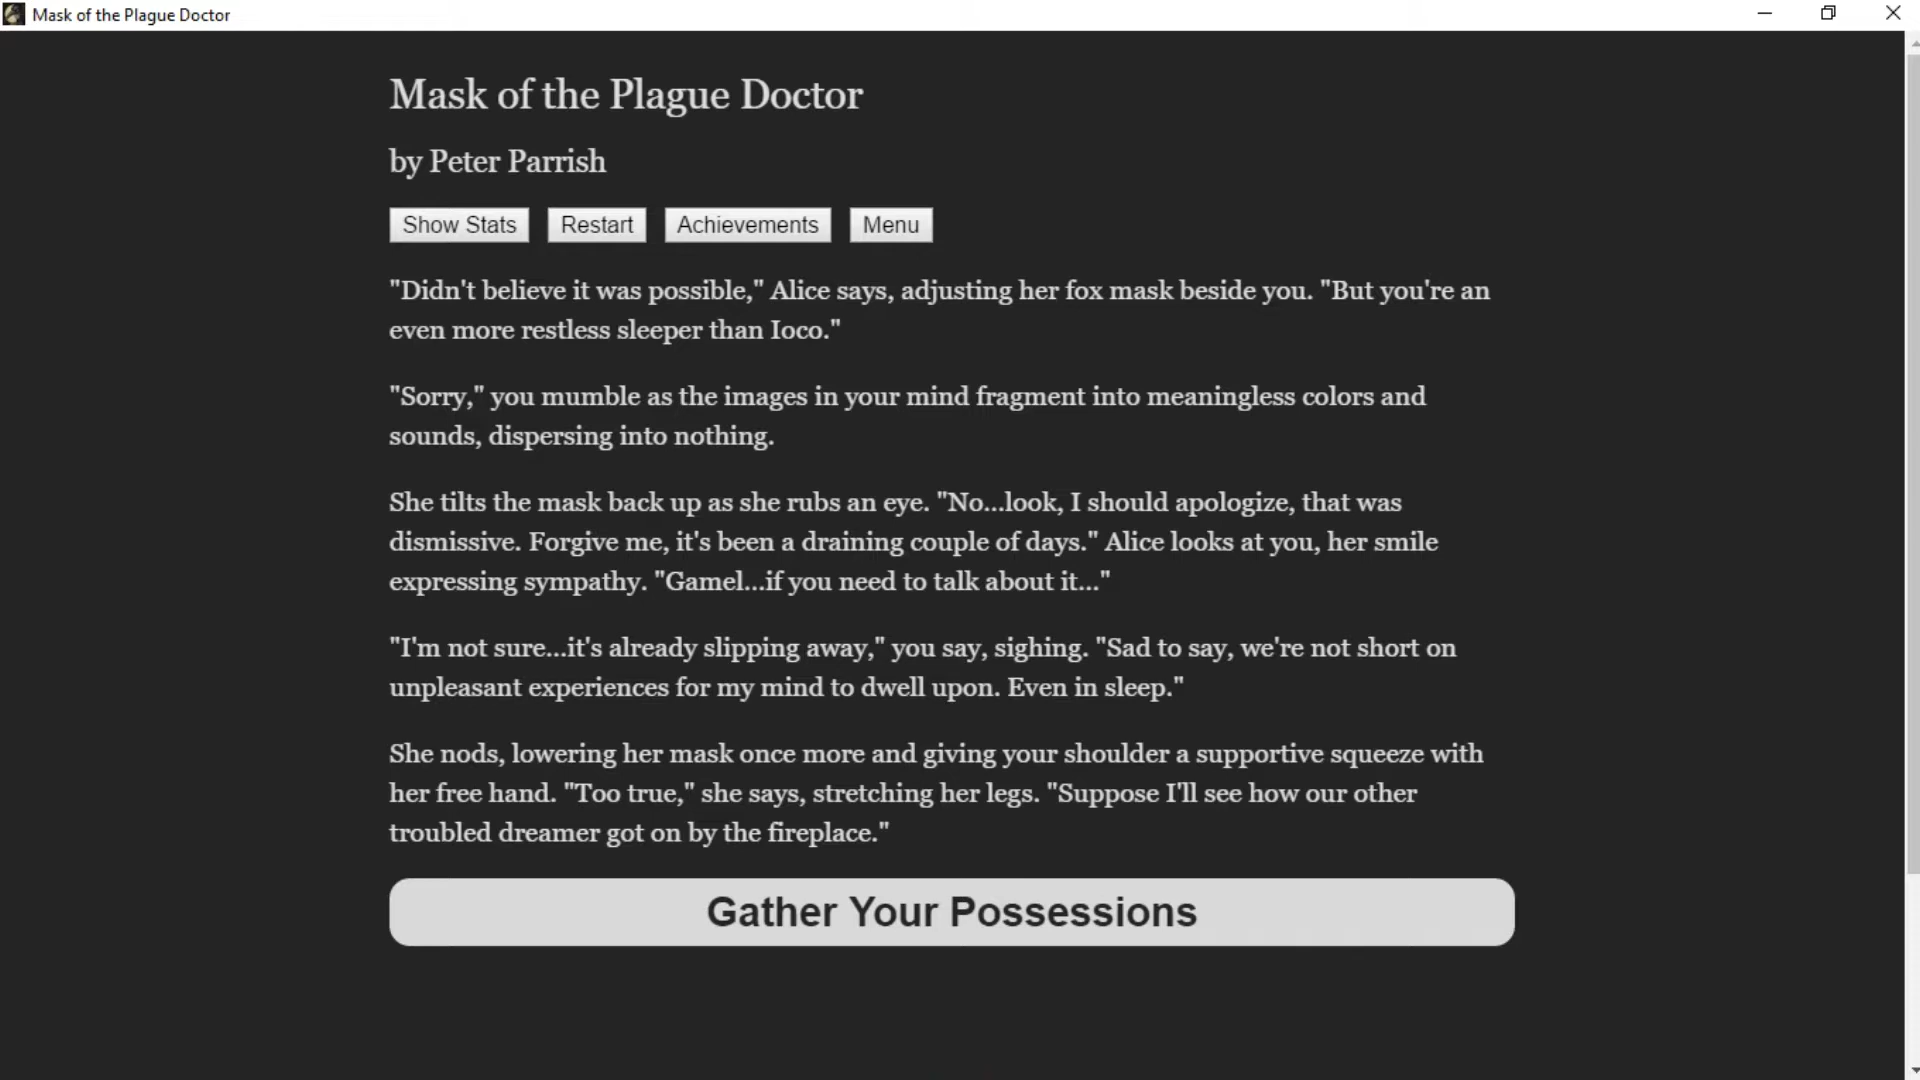 Mask of the Plague Doctor
Mask of the Plague Doctor
by Peter Parrish
Show Stats Restart Achievements Menu
"Didn't believe it was possible," Alice says, adjusting her fox mask beside you. "But you're an
even more restless sleeper than Ioco."
"Sorry," you mumble as the images in your mind fragment into meaningless colors and
sounds, dispersing into nothing.
She tilts the mask back up as she rubs an eye. "No...look, I should apologize, that was
dismissive. Forgive me, it's been a draining couple of days." Alice looks at you, her smile
expressing sympathy. "Gamel...if you need to talk about it..."
"I'm not sure...it's already slipping away," you say, sighing. "Sad to say, we're not short on
unpleasant experiences for my mind to dwell upon. Even in sleep."
She nods, lowering her mask once more and giving your shoulder a supportive squeeze with
her free hand. "Too true," she says, stretching her legs. "Suppose I'll see how our other
troubled dreamer got on by the fireplace."
Gather Your Possessions